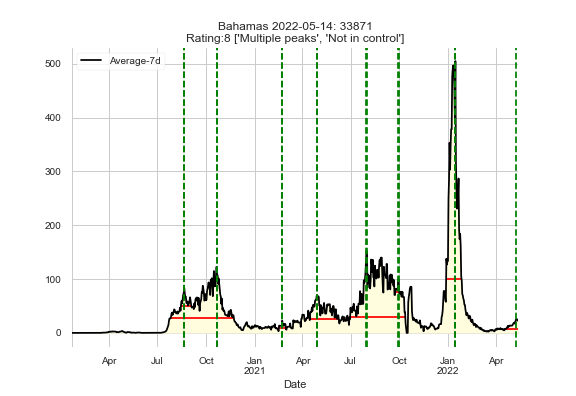 Bahamas 2022-05-14: 33871
Rating:8 ['Multiple peaks', 'Not in control']
Average-7d
500
400
300
200
100
0
Apr Jul Oct Jan Apr Jul Oct Jan Apr
2021 2022
Date